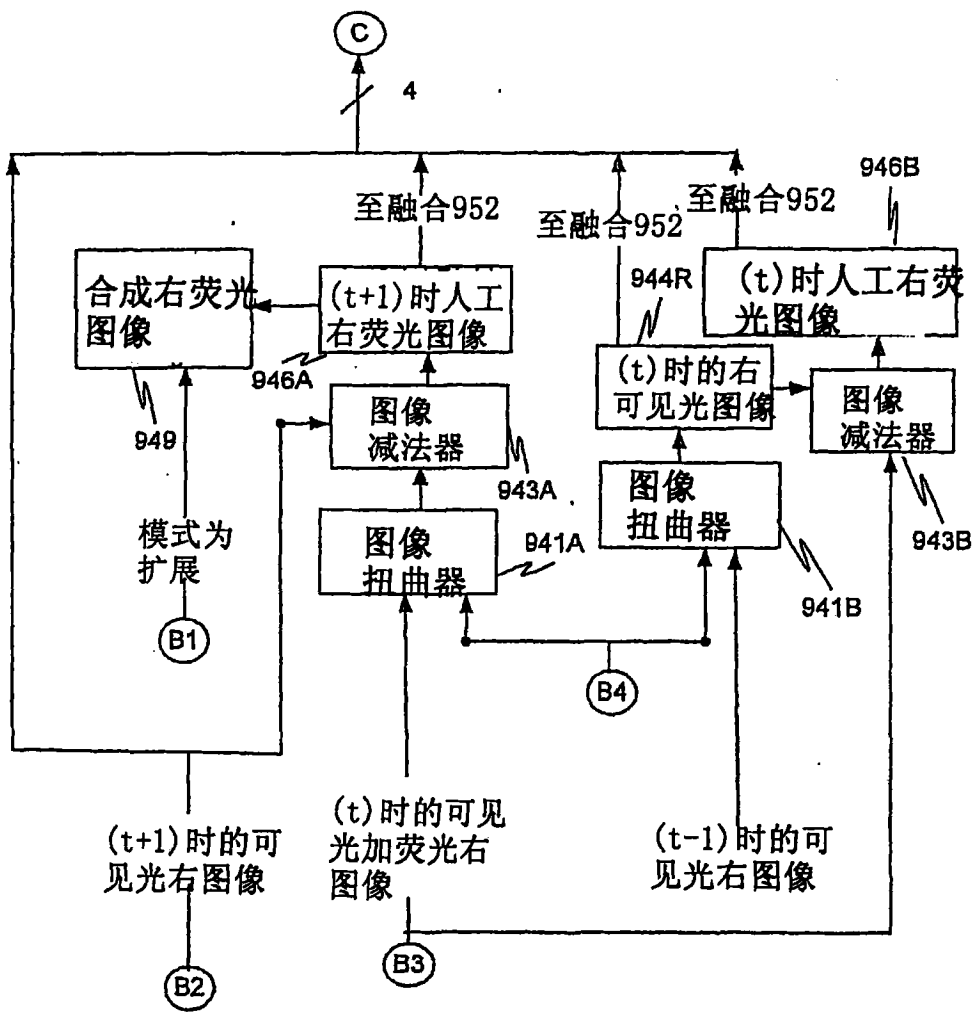 C
4
946B
至融合952
至融合952
至融合952
944R
合成右荧光
图像
(t+1)时人工
右荧光图像
(t)时人工右荧
光图像
946A
(t)时的右
可见光图像
949
图像
减法器
图像
减法器
943A
943B
图像
扭曲器
941A
图像
扭曲器
941B
模式为
扩展
B1
B4
(t+1)时的可
见光右图像
(t)时的可见
光加荧光右
图像
(t-1)时的可
见光右图像
B2
B3